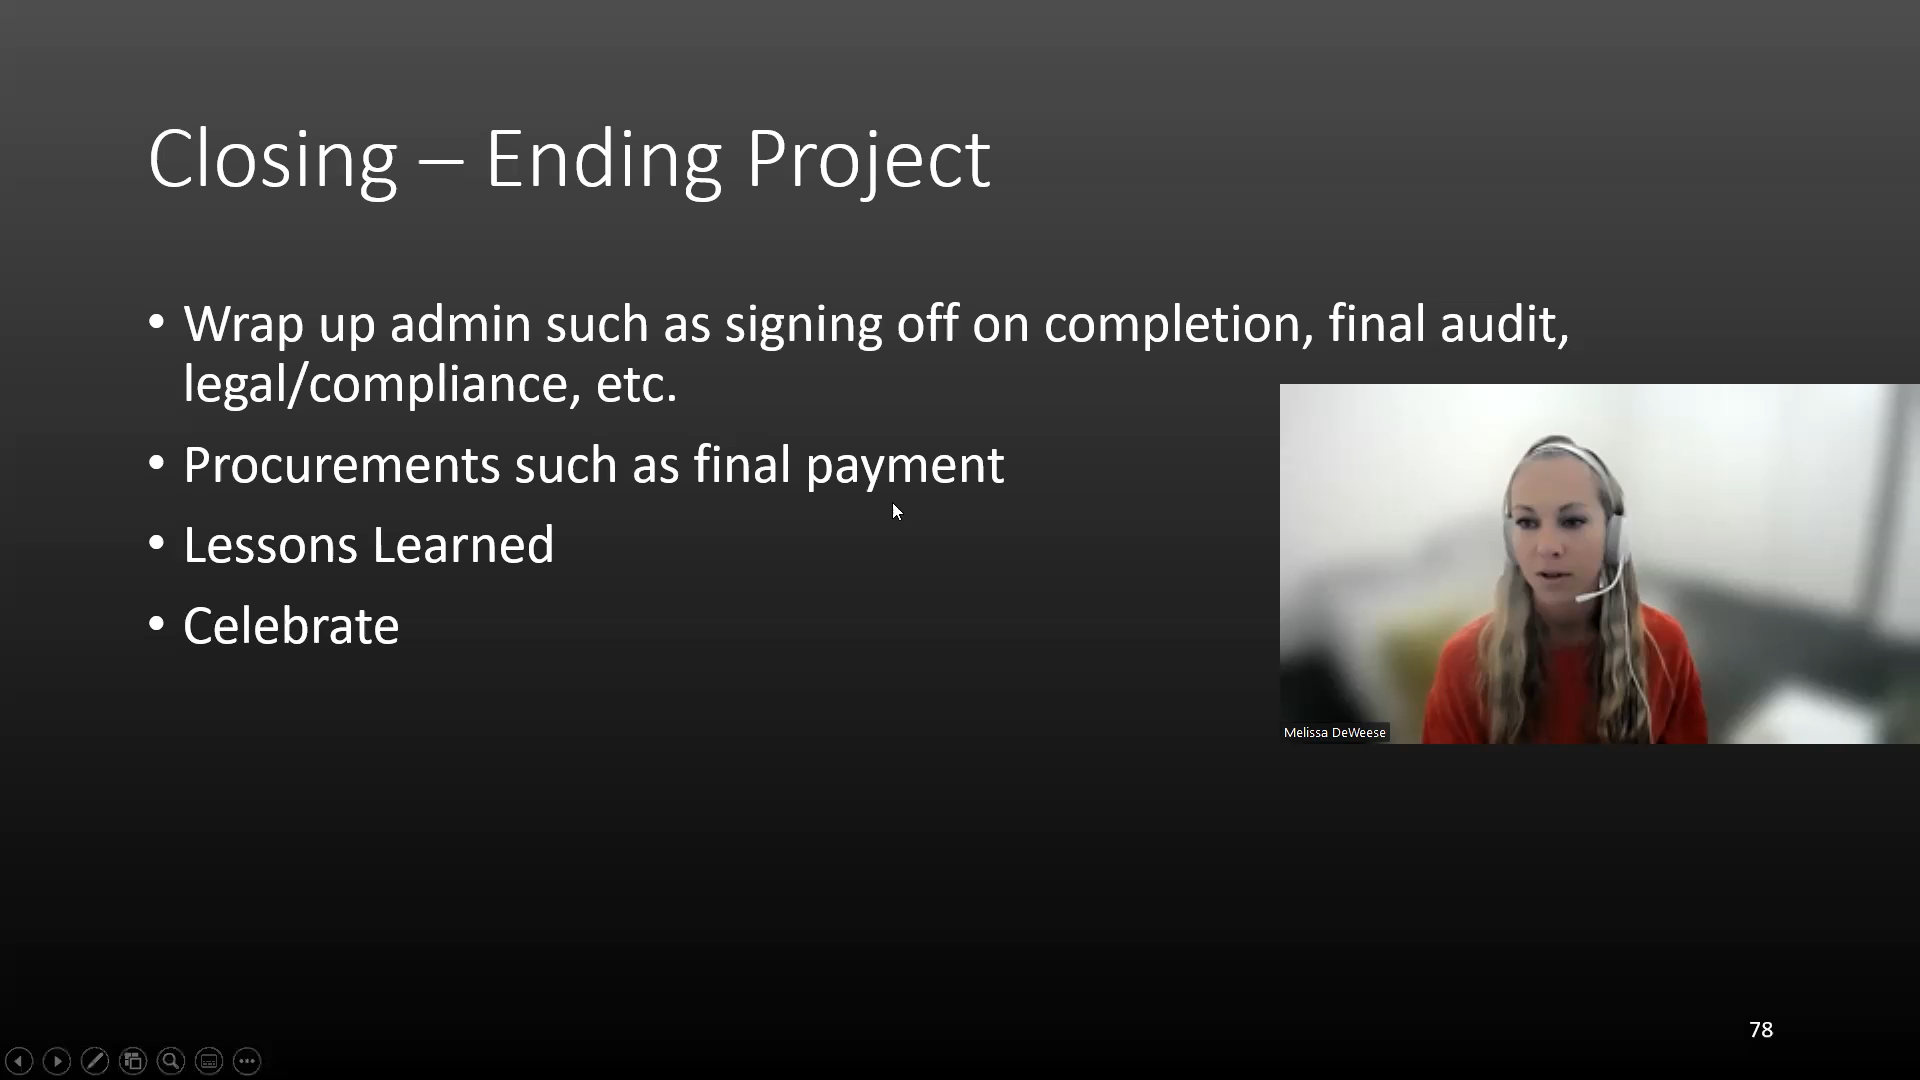 Closing – Ending Project
• Wrap up admin such as signing off on completion, final audit,
legal/compliance, etc.
• Procurements such as final payment
• Lessons Learned
• Celebrate
Melissa DeWeese
78